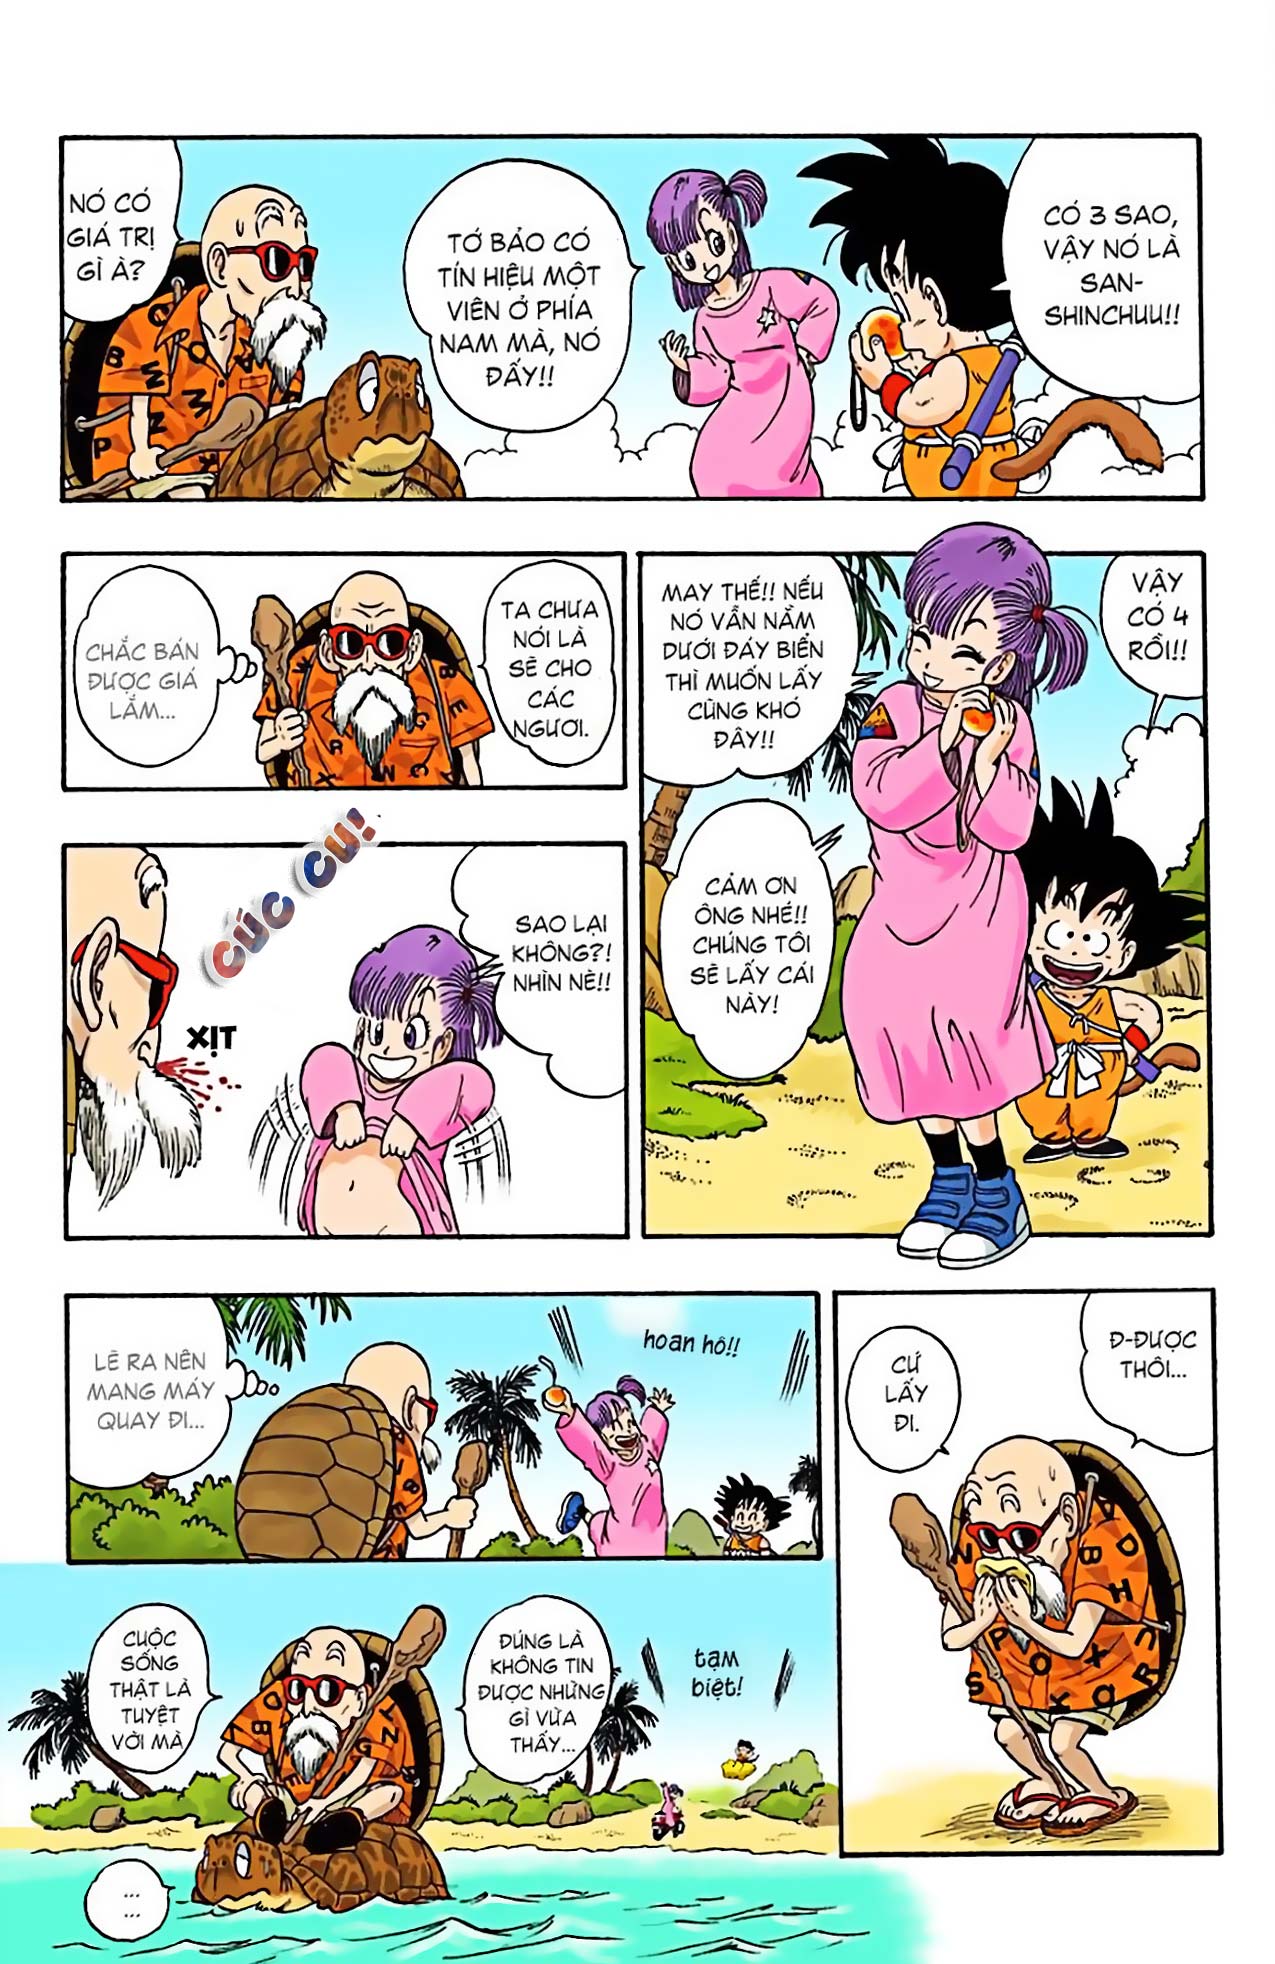 CÓ 3 SAO,
VẬY NÓ LÀ
SAN-
SHINCHUU!!
TỚ BẢO CÓ
TÍN HIỆU MỘT
VIÊN Ở PHÍA
NAM MÀ, NÓ
ĐẤY!!
NÓ CÓ
GIÁ TRỊ
GÌ À?
VẬY
CÓ 4
RỒI!!
MAY THẾ!! NẾU
NÓ VẪN NẰM
DƯỚI ĐÁY BIỂN
THÌ MUỐN LẤY
CŨNG KHÓ
ĐẤY!!
CẢM ƠN
ÔNG NHÉ!!
CHÚNG TÔI
SẼ LẤY CÁI
NÀY!
TA CHƯA
NÓI LÀ
SẼ CHO
CÁC
NGƯƠI.
CHẮC BÁN
ĐƯỢC GIÁ
LẮM...
SAO LẠI
KHÔNG?!
NHÌN NÈ!!
CÚC CU!
XỊT
Đ-ĐƯỢC
THÔI...
CỨ
LẤY
ĐI.
hoan hô!!
LẼ RA NÊN
MANG MÁY
QUAY ĐI...
tạm
biệt!
ĐÚNG LÀ
KHÔNG TIN
ĐƯỢC NHỮNG
GÌ VỪA
THẤY...
CUỘC
SỐNG
THẬT LÀ
TUYỆT
VỜI MÀ
...
...